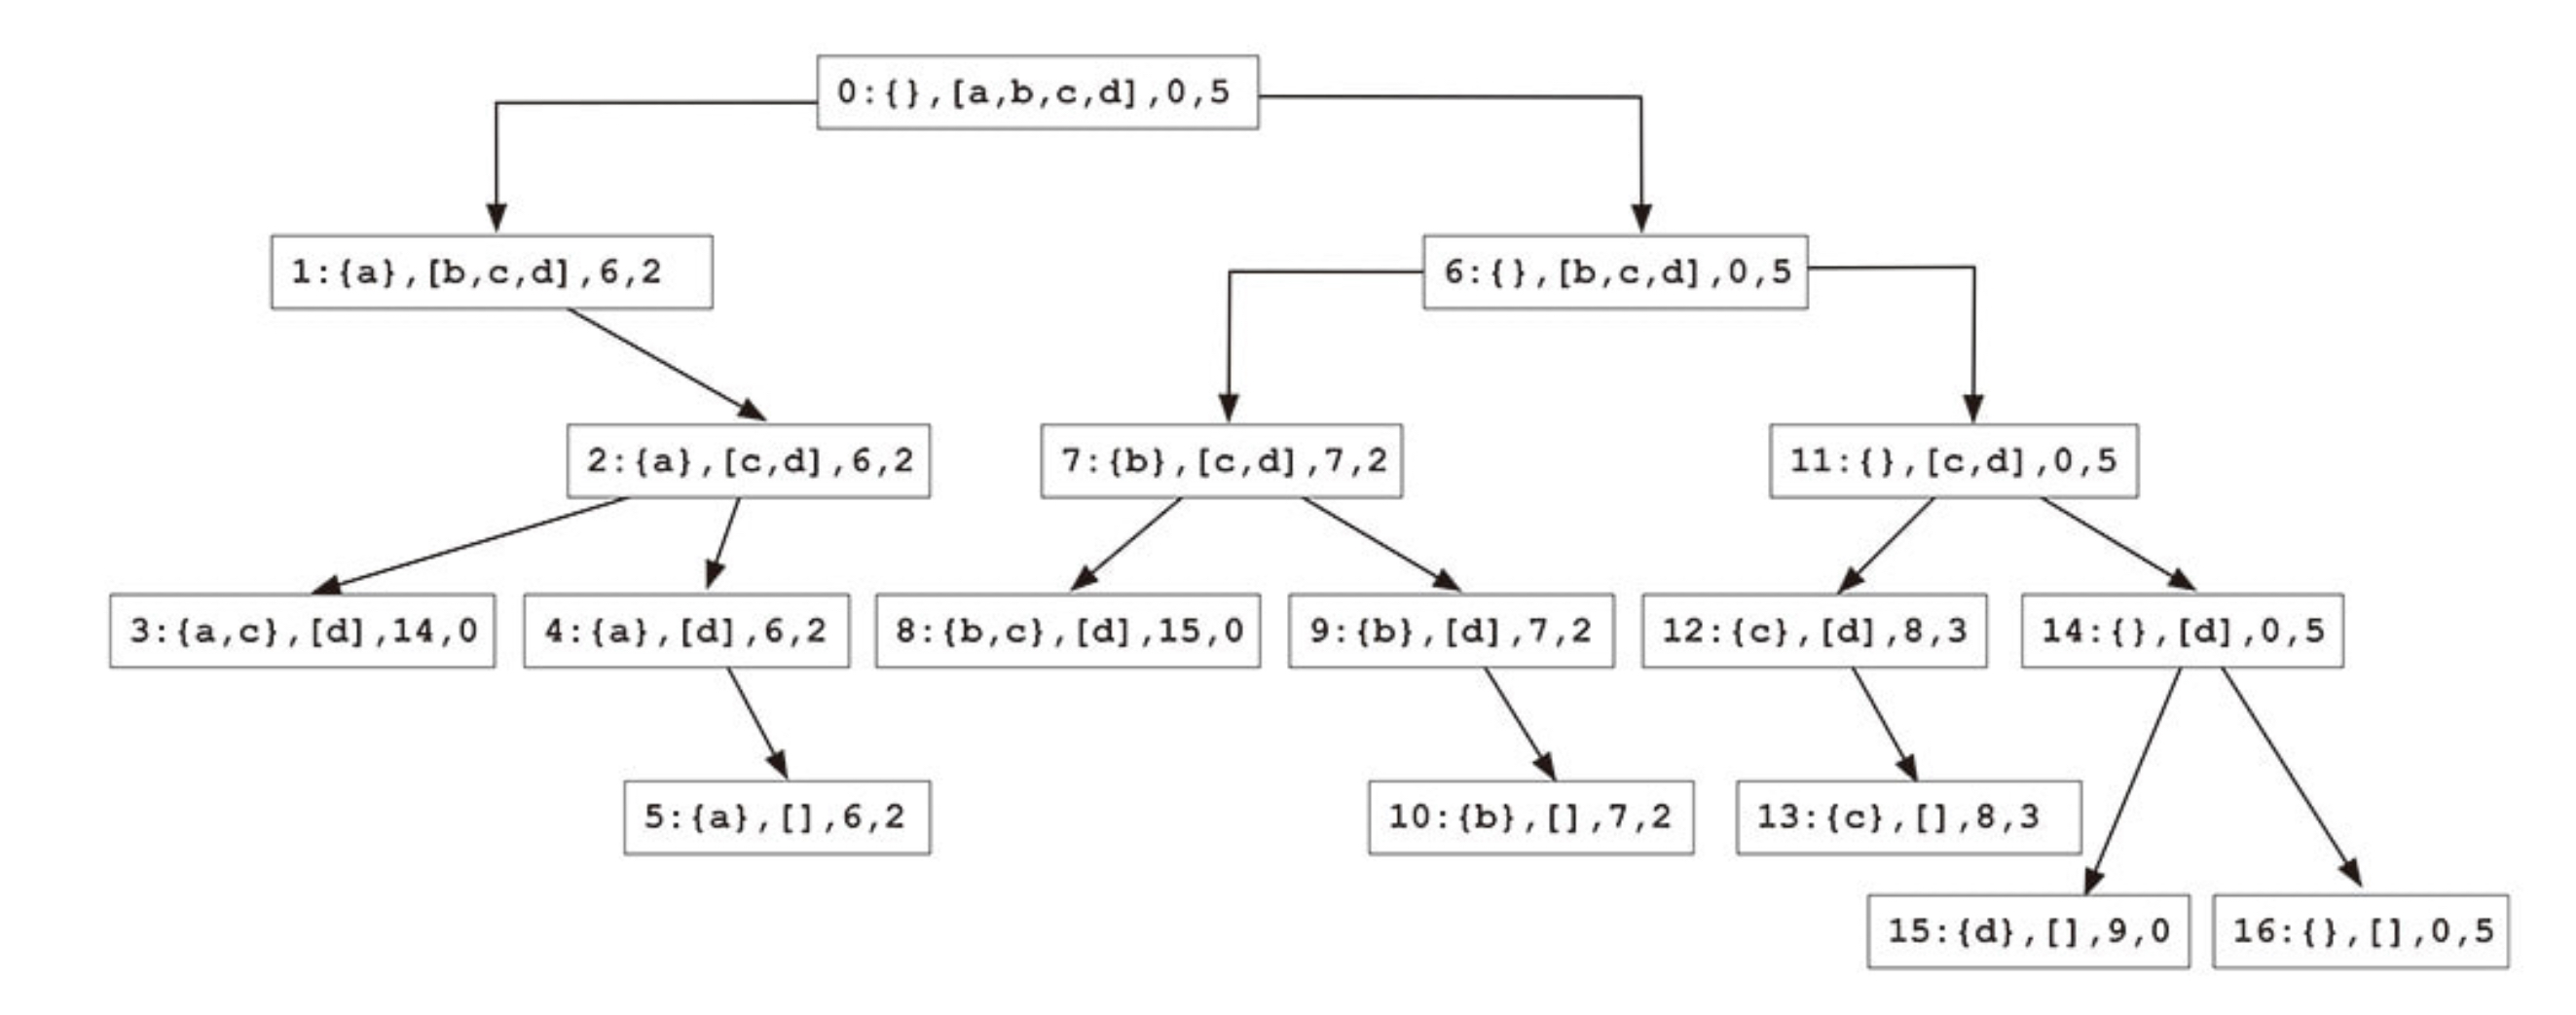 0:{},[a,b,c,d],0,5
1:{a},[b,c,d],6,2
6:{},[b,c,d],0,5
2:{a},[c,d],6,2
7:{b},[c,d],7,2
11:{},[c,d],0,5
3:{a,c},[d],14,0
4:{a},[d],6,2
8:{b,c},[d],15,0
9:{b},[d],7,2
12:{c},[d],8,3
14:{},[d],0,5
5:{a},[],6,2
10:{b},[],7,2
13:{c},[],8,3
15:{d},[],9,0
16:{},[],0,5